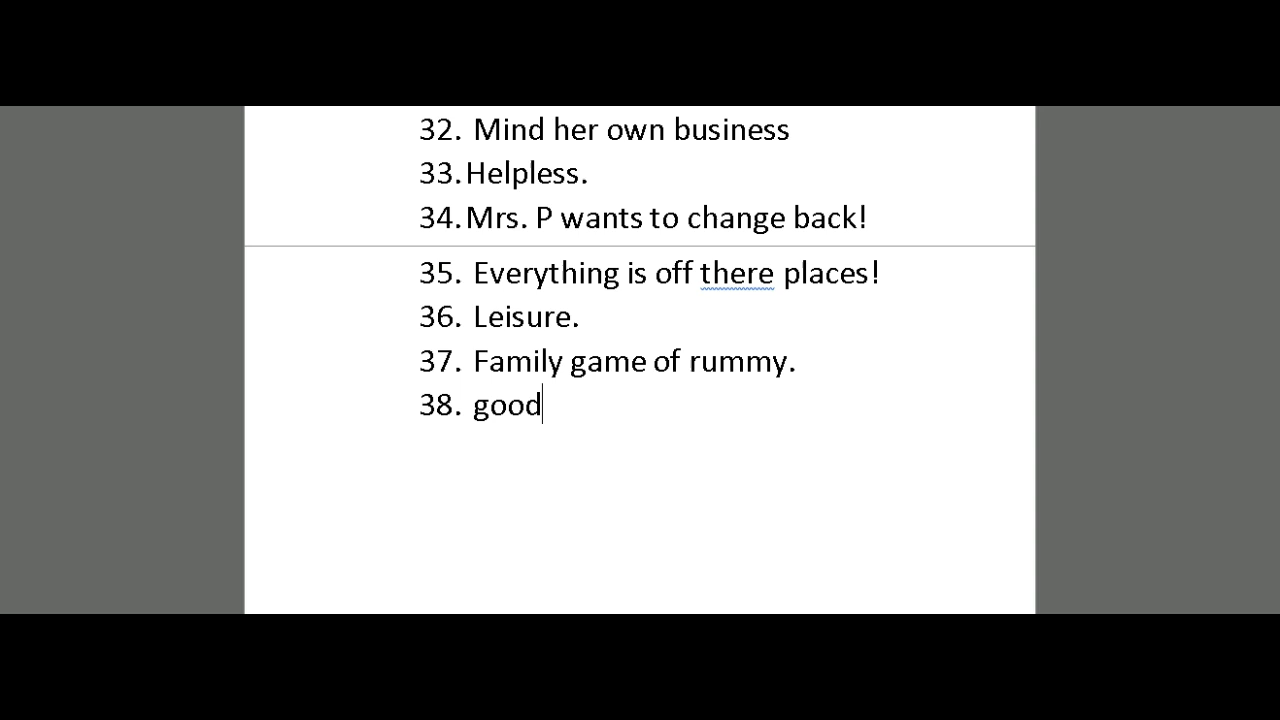 32. Mind her own business
33. Helpless.
34. Mrs. P wants to change back!
35. Everything is off there places!
36. Leisure.
37. Family game of rummy.
38. good